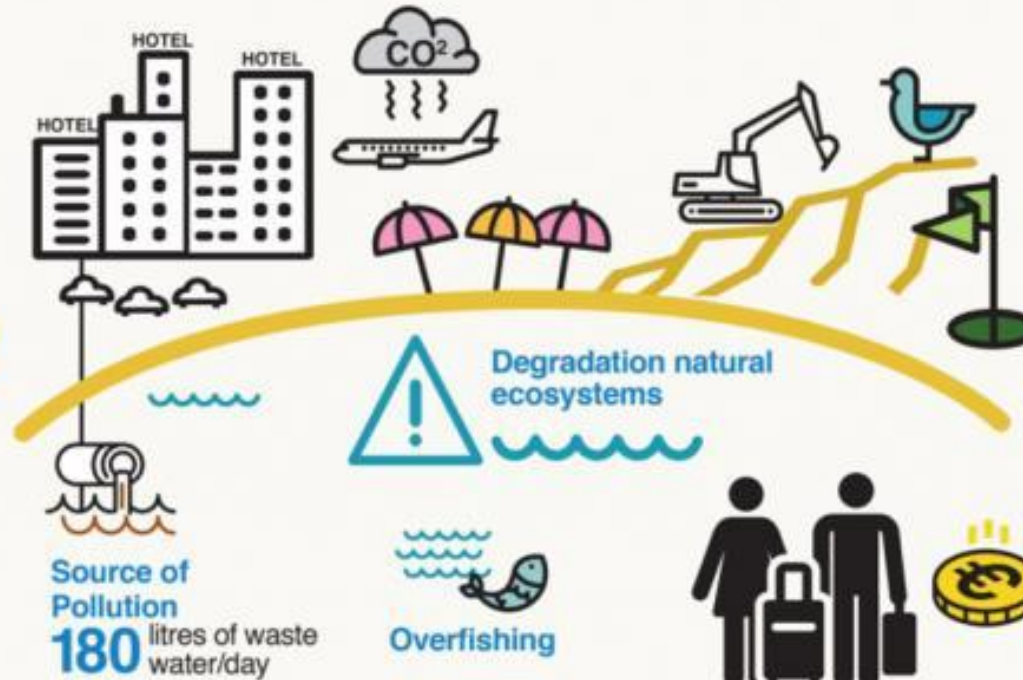 HOTEL
HOTEL
HOTEL
CO²
Degradation natural
ecosystems
Source of
Pollution
180 litres of waste
water/day
Overfishing
€